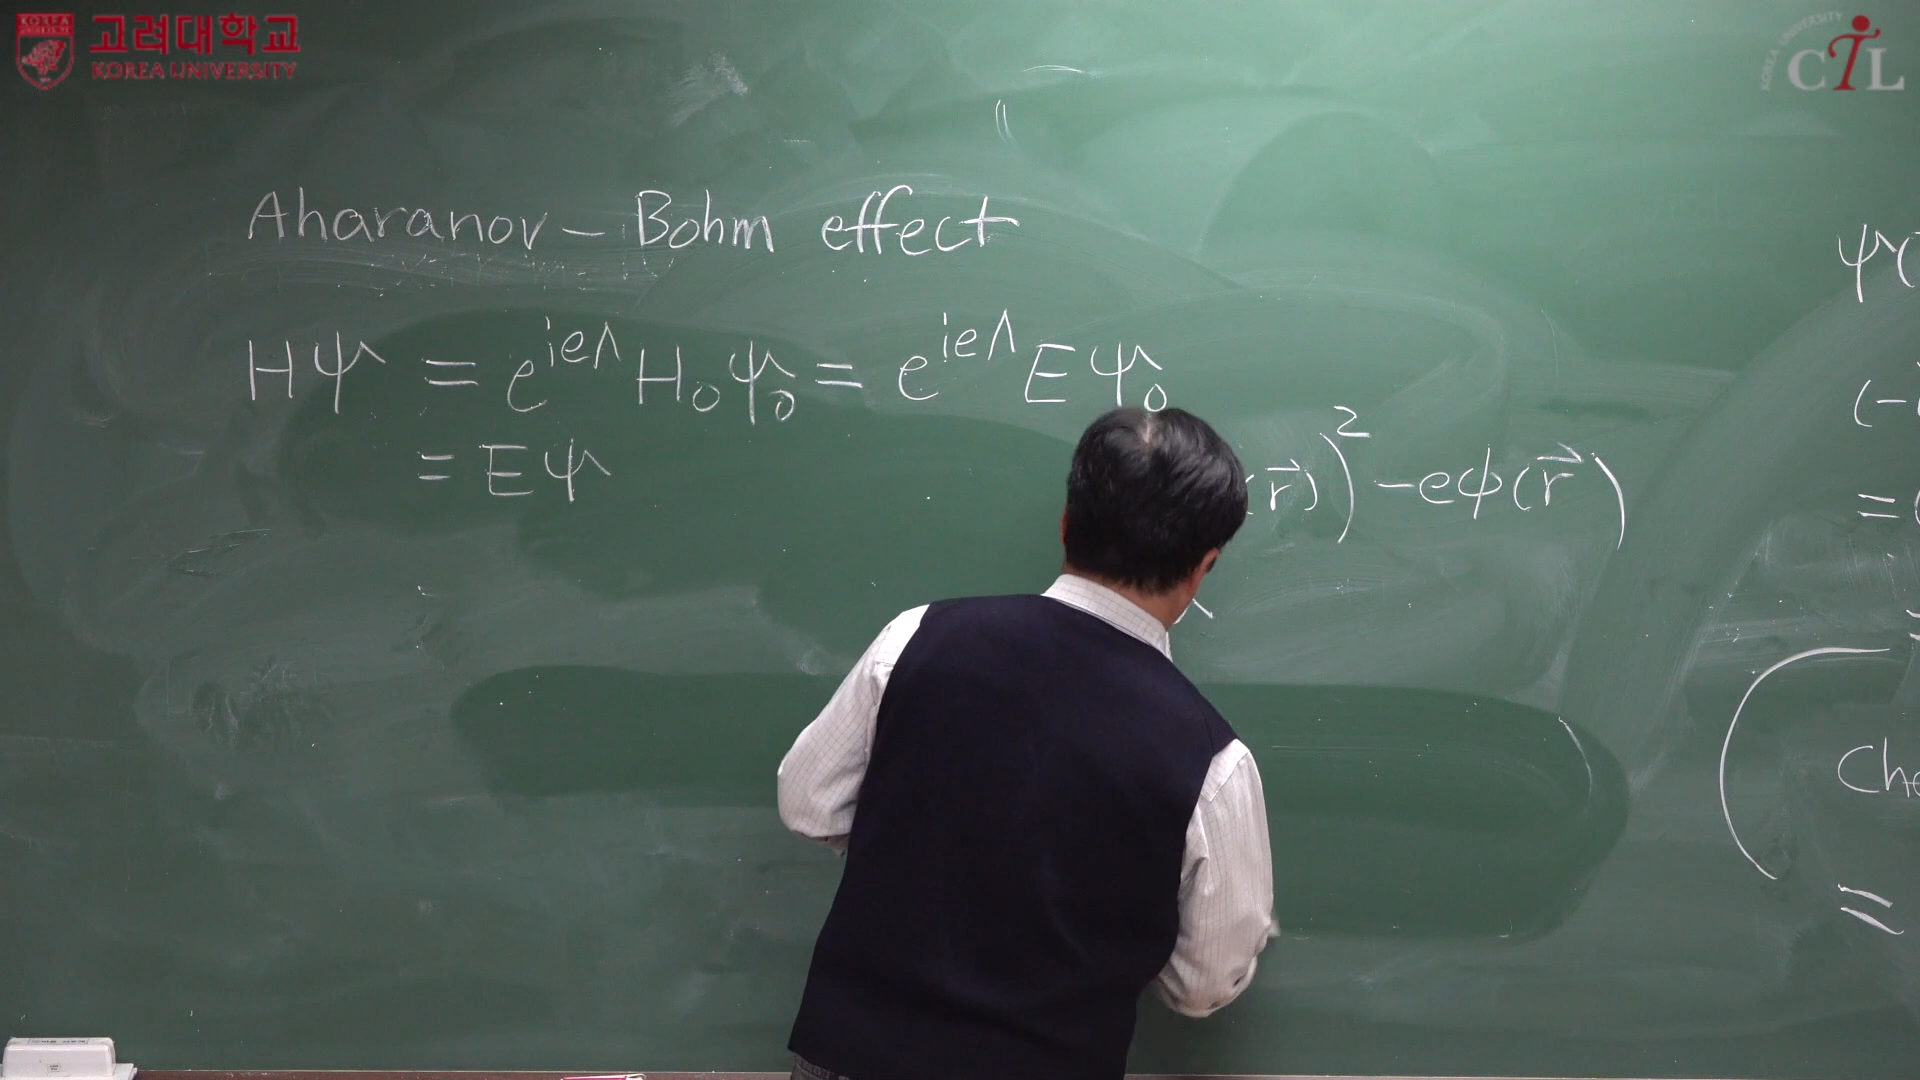 고려대학교
KOREA UNIVERSITY
KOREA UNIVERSITY
CTL
Aharanov – Bohm effect
Hψ = e^{ieΛ} H₀ψ₀ = e^{ieΛ} Eψ₀
= Eψ
(r⃗))² - eϕ(r⃗))
ψ(
(-i
= (
Che
=